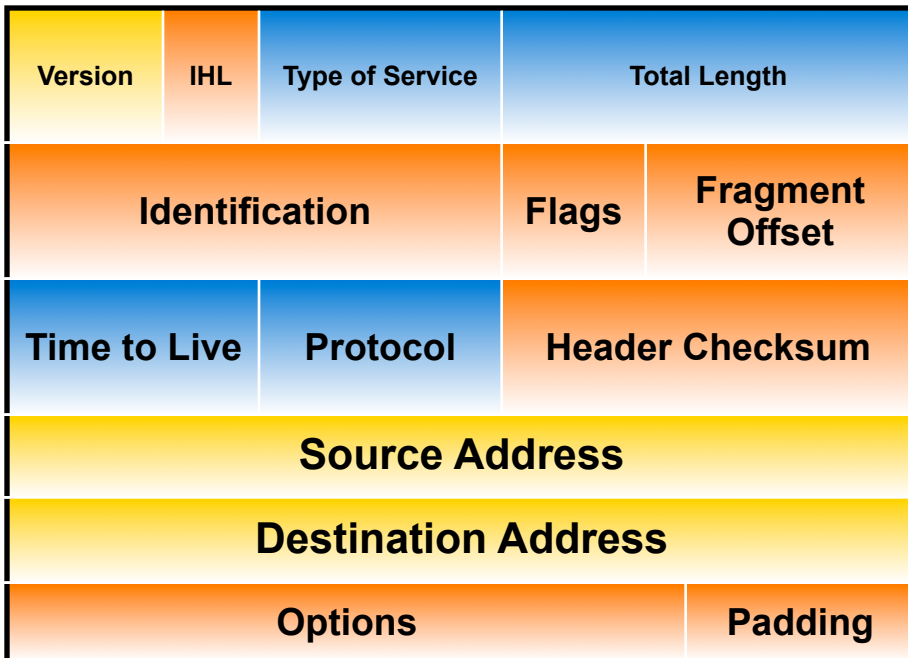 Version IHL Type of Service Total Length
Identification Flags Fragment
Offset
Time to Live Protocol Header Checksum
Source Address
Destination Address
Options Padding